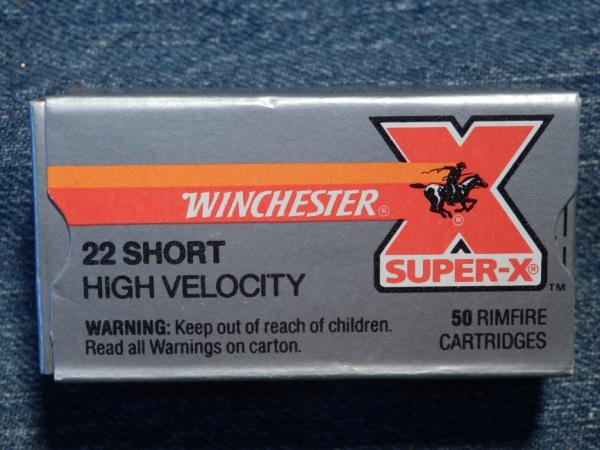 WINCHESTER®
SUPER-X®
TM
22 SHORT
HIGH VELOCITY
WARNING: Keep out of reach of children.
Read all Warnings on carton.
50 RIMFIRE
CARTRIDGES